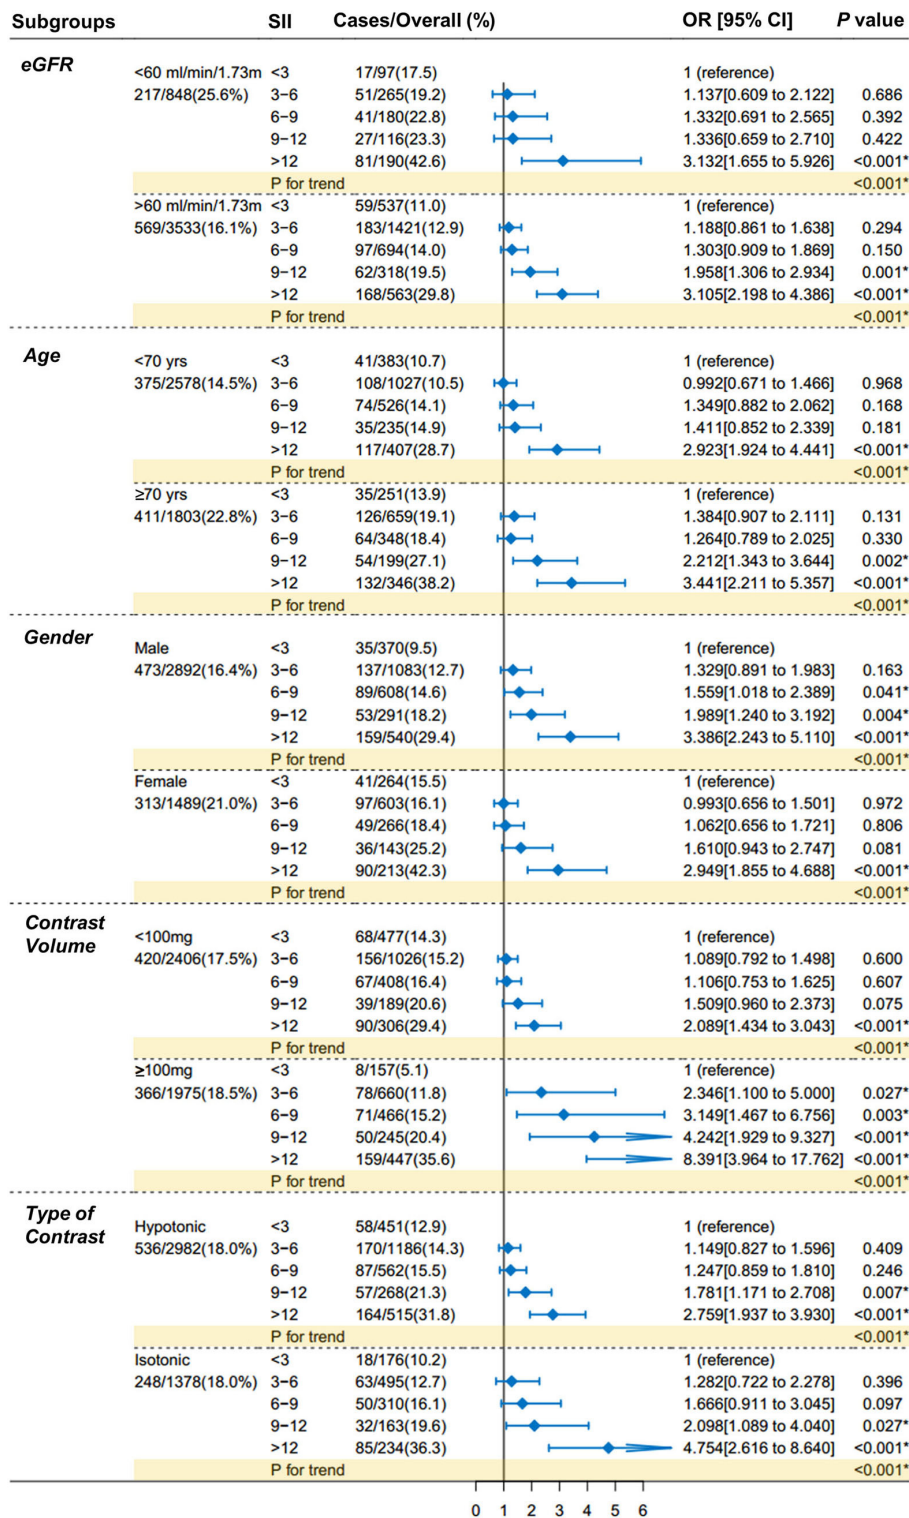 Subgroups SII Cases/Overall (%) OR [95% CI] P value
eGFR
<60 ml/min/1.73m <3 17/97(17.5) 1 (reference)
217/848(25.6%) 3−6 51/265(19.2) 1.137[0.609 to 2.122] 0.686
6−9 41/180(22.8) 1.332[0.691 to 2.565] 0.392
9−12 27/116(23.3) 1.336[0.659 to 2.710] 0.422
>12 81/190(42.6) 3.132[1.655 to 5.926] <0.001*
P for trend <0.001*
>60 ml/min/1.73m <3 59/537(11.0) 1 (reference)
569/3533(16.1%) 3−6 183/1421(12.9) 1.188[0.861 to 1.638] 0.294
6−9 97/694(14.0) 1.303[0.909 to 1.869] 0.150
9−12 62/318(19.5) 1.958[1.306 to 2.934] 0.001*
>12 168/563(29.8) 3.105[2.198 to 4.386] <0.001*
P for trend <0.001*
Age
<70 yrs <3 41/383(10.7) 1 (reference)
375/2578(14.5%) 3−6 108/1027(10.5) 0.992[0.671 to 1.466] 0.968
6−9 74/526(14.1) 1.349[0.882 to 2.062] 0.168
9−12 35/235(14.9) 1.411[0.852 to 2.339] 0.181
>12 117/407(28.7) 2.923[1.924 to 4.441] <0.001*
P for trend <0.001*
≥70 yrs <3 35/251(13.9) 1 (reference)
411/1803(22.8%) 3−6 126/659(19.1) 1.384[0.907 to 2.111] 0.131
6−9 64/348(18.4) 1.264[0.789 to 2.025] 0.330
9−12 54/199(27.1) 2.212[1.343 to 3.644] 0.002*
>12 132/346(38.2) 3.441[2.211 to 5.357] <0.001*
P for trend <0.001*
Gender
Male <3 35/370(9.5) 1 (reference)
473/2892(16.4%) 3−6 137/1083(12.7) 1.329[0.891 to 1.983] 0.163
6−9 89/608(14.6) 1.559[1.018 to 2.389] 0.041*
9−12 53/291(18.2) 1.989[1.240 to 3.192] 0.004*
>12 159/540(29.4) 3.386[2.243 to 5.110] <0.001*
P for trend <0.001*
Female <3 41/264(15.5) 1 (reference)
313/1489(21.0%) 3−6 97/603(16.1) 0.993[0.656 to 1.501] 0.972
6−9 49/266(18.4) 1.062[0.656 to 1.721] 0.806
9−12 36/143(25.2) 1.610[0.943 to 2.747] 0.081
>12 90/213(42.3) 2.949[1.855 to 4.688] <0.001*
P for trend <0.001*
Contrast
Volume
<100mg <3 68/477(14.3) 1 (reference)
420/2406(17.5%) 3−6 156/1026(15.2) 1.089[0.792 to 1.498] 0.600
6−9 67/408(16.4) 1.106[0.753 to 1.625] 0.607
9−12 39/189(20.6) 1.509[0.960 to 2.373] 0.075
>12 90/306(29.4) 2.089[1.434 to 3.043] <0.001*
P for trend <0.001*
≥100mg <3 8/157(5.1) 1 (reference)
366/1975(18.5%) 3−6 78/660(11.8) 2.346[1.100 to 5.000] 0.027*
6−9 71/466(15.2) 3.149[1.467 to 6.756] 0.003*
9−12 50/245(20.4) 4.242[1.929 to 9.327] <0.001*
>12 159/447(35.6) 8.391[3.964 to 17.762] <0.001*
P for trend <0.001*
Type of
Contrast
Hypotonic <3 58/451(12.9) 1 (reference)
536/2982(18.0%) 3−6 170/1186(14.3) 1.149[0.827 to 1.596] 0.409
6−9 87/562(15.5) 1.247[0.859 to 1.810] 0.246
9−12 57/268(21.3) 1.781[1.171 to 2.708] 0.007*
>12 164/515(31.8) 2.759[1.937 to 3.930] <0.001*
P for trend <0.001*
Isotonic <3 18/176(10.2) 1 (reference)
248/1378(18.0%) 3−6 63/495(12.7) 1.282[0.722 to 2.278] 0.396
6−9 50/310(16.1) 1.666[0.911 to 3.045] 0.097
9−12 32/163(19.6) 2.098[1.089 to 4.040] 0.027*
>12 85/234(36.3) 4.754[2.616 to 8.640] <0.001*
P for trend <0.001*
0 1 2 3 4 5 6